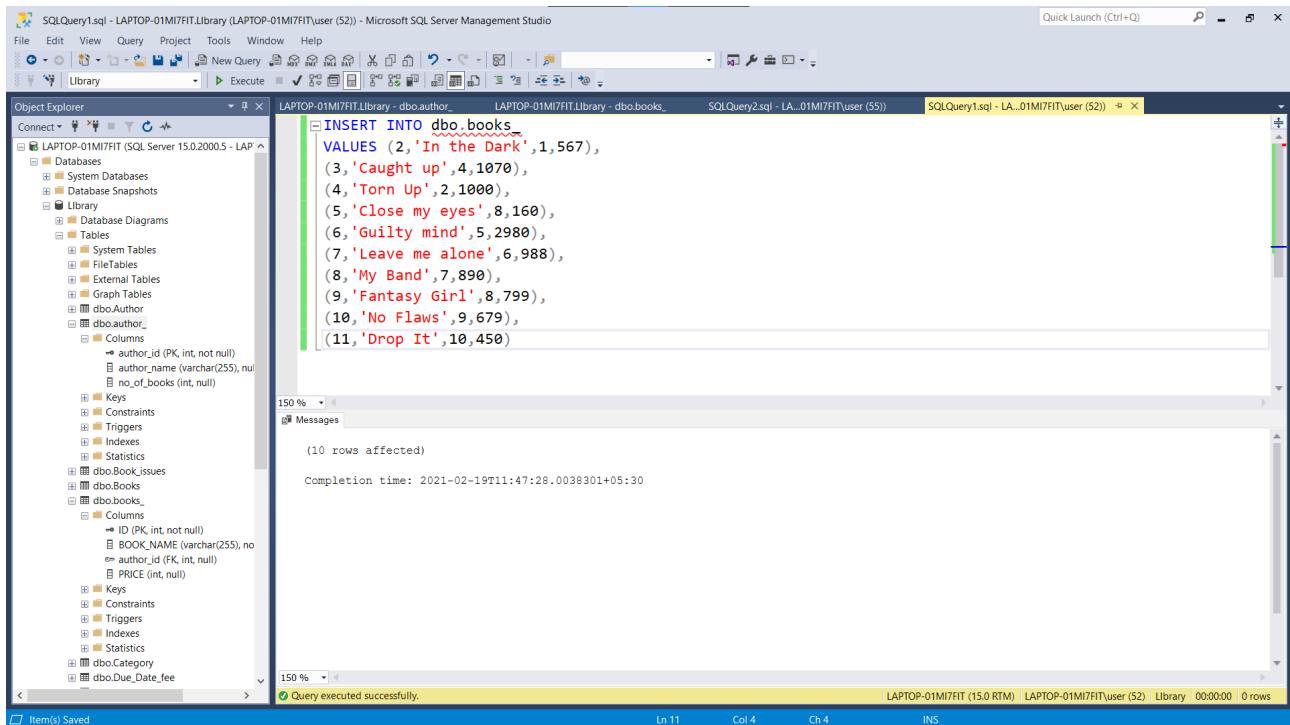 SQLQuery1.sql - LAPTOP-01MI7FIT.LIbrary (LAPTOP-01MI7FIT\user (52)) - Microsoft SQL Server Management Studio
Quick Launch (Ctrl+Q)
File Edit View Query Project Tools Window Help
New Query
LIbrary
Execute
Object Explorer
LAPTOP-01MI7FIT.LIbrary - dbo.author_
LAPTOP-01MI7FIT.LIbrary - dbo.books_
SQLQuery2.sql - LA...01MI7FIT\user (55))
SQLQuery1.sql - LA...01MI7FIT\user (52))
Connect
LAPTOP-01MI7FIT (SQL Server 15.0.2000.5 - LAP
Databases
System Databases
Database Snapshots
LIbrary
Database Diagrams
Tables
System Tables
FileTables
External Tables
Graph Tables
dbo.Author
dbo.author_
Columns
author_id (PK, int, not null)
author_name (varchar(255), nul
no_of_books (int, null)
Keys
Constraints
Triggers
Indexes
Statistics
dbo.Book_issues
dbo.Books
dbo.books_
Columns
ID (PK, int, not null)
BOOK_NAME (varchar(255), no
author_id (FK, int, null)
PRICE (int, null)
Keys
Constraints
Triggers
Indexes
Statistics
dbo.Category
dbo.Due_Date_fee
INSERT INTO dbo.books_
VALUES (2,'In the Dark',1,567),
(3,'Caught up',4,1070),
(4,'Torn Up',2,1000),
(5,'Close my eyes',8,160),
(6,'Guilty mind',5,2980),
(7,'Leave me alone',6,988),
(8,'My Band',7,890),
(9,'Fantasy Girl',8,799),
(10,'No Flaws',9,679),
(11,'Drop It',10,450)
150 %
Messages
(10 rows affected)
Completion time: 2021-02-19T11:47:28.0038301+05:30
150 %
Query executed successfully.
LAPTOP-01MI7FIT (15.0 RTM)
LAPTOP-01MI7FIT\user (52)
LIbrary
00:00:00
0 rows
Item(s) Saved
Ln 11
Col 4
Ch 4
INS